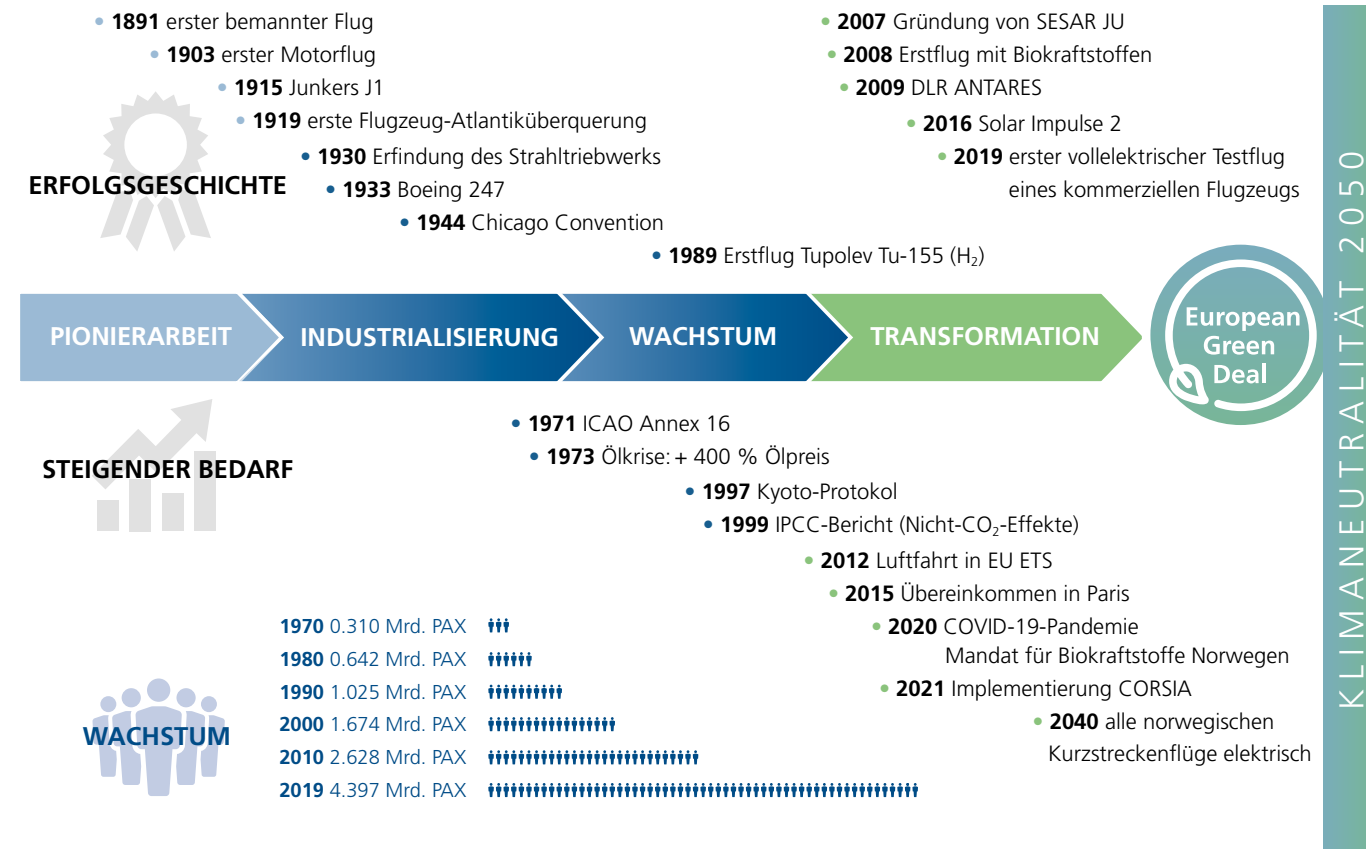 • 1891 erster bemannter Flug
• 1903 erster Motorflug
• 1915 Junkers J1
• 1919 erste Flugzeug-Atlantiküberquerung
• 1930 Erfindung des Strahltriebwerks
• 1933 Boeing 247
• 1944 Chicago Convention
• 1989 Erstflug Tupolev Tu-155 (H₂)
• 2007 Gründung von SESAR JU
• 2008 Erstflug mit Biokraftstoffen
• 2009 DLR ANTARES
• 2016 Solar Impulse 2
• 2019 erster vollelektrischer Testflug
eines kommerziellen Flugzeugs
ERFOLGSGESCHICHTE
PIONIERARBEIT
INDUSTRIALISIERUNG
WACHSTUM
TRANSFORMATION
European
Green
Deal
KLIMANEUTRALITÄT 2050
STEIGENDER BEDARF
• 1971 ICAO Annex 16
• 1973 Ölkrise: + 400 % Ölpreis
• 1997 Kyoto-Protokol
• 1999 IPCC-Bericht (Nicht-CO₂-Effekte)
• 2012 Luftfahrt in EU ETS
• 2015 Übereinkommen in Paris
• 2020 COVID-19-Pandemie
Mandat für Biokraftstoffe Norwegen
• 2021 Implementierung CORSIA
• 2040 alle norwegischen
Kurzstreckenflüge elektrisch
WACHSTUM
1970 0.310 Mrd. PAX
1980 0.642 Mrd. PAX
1990 1.025 Mrd. PAX
2000 1.674 Mrd. PAX
2010 2.628 Mrd. PAX
2019 4.397 Mrd. PAX